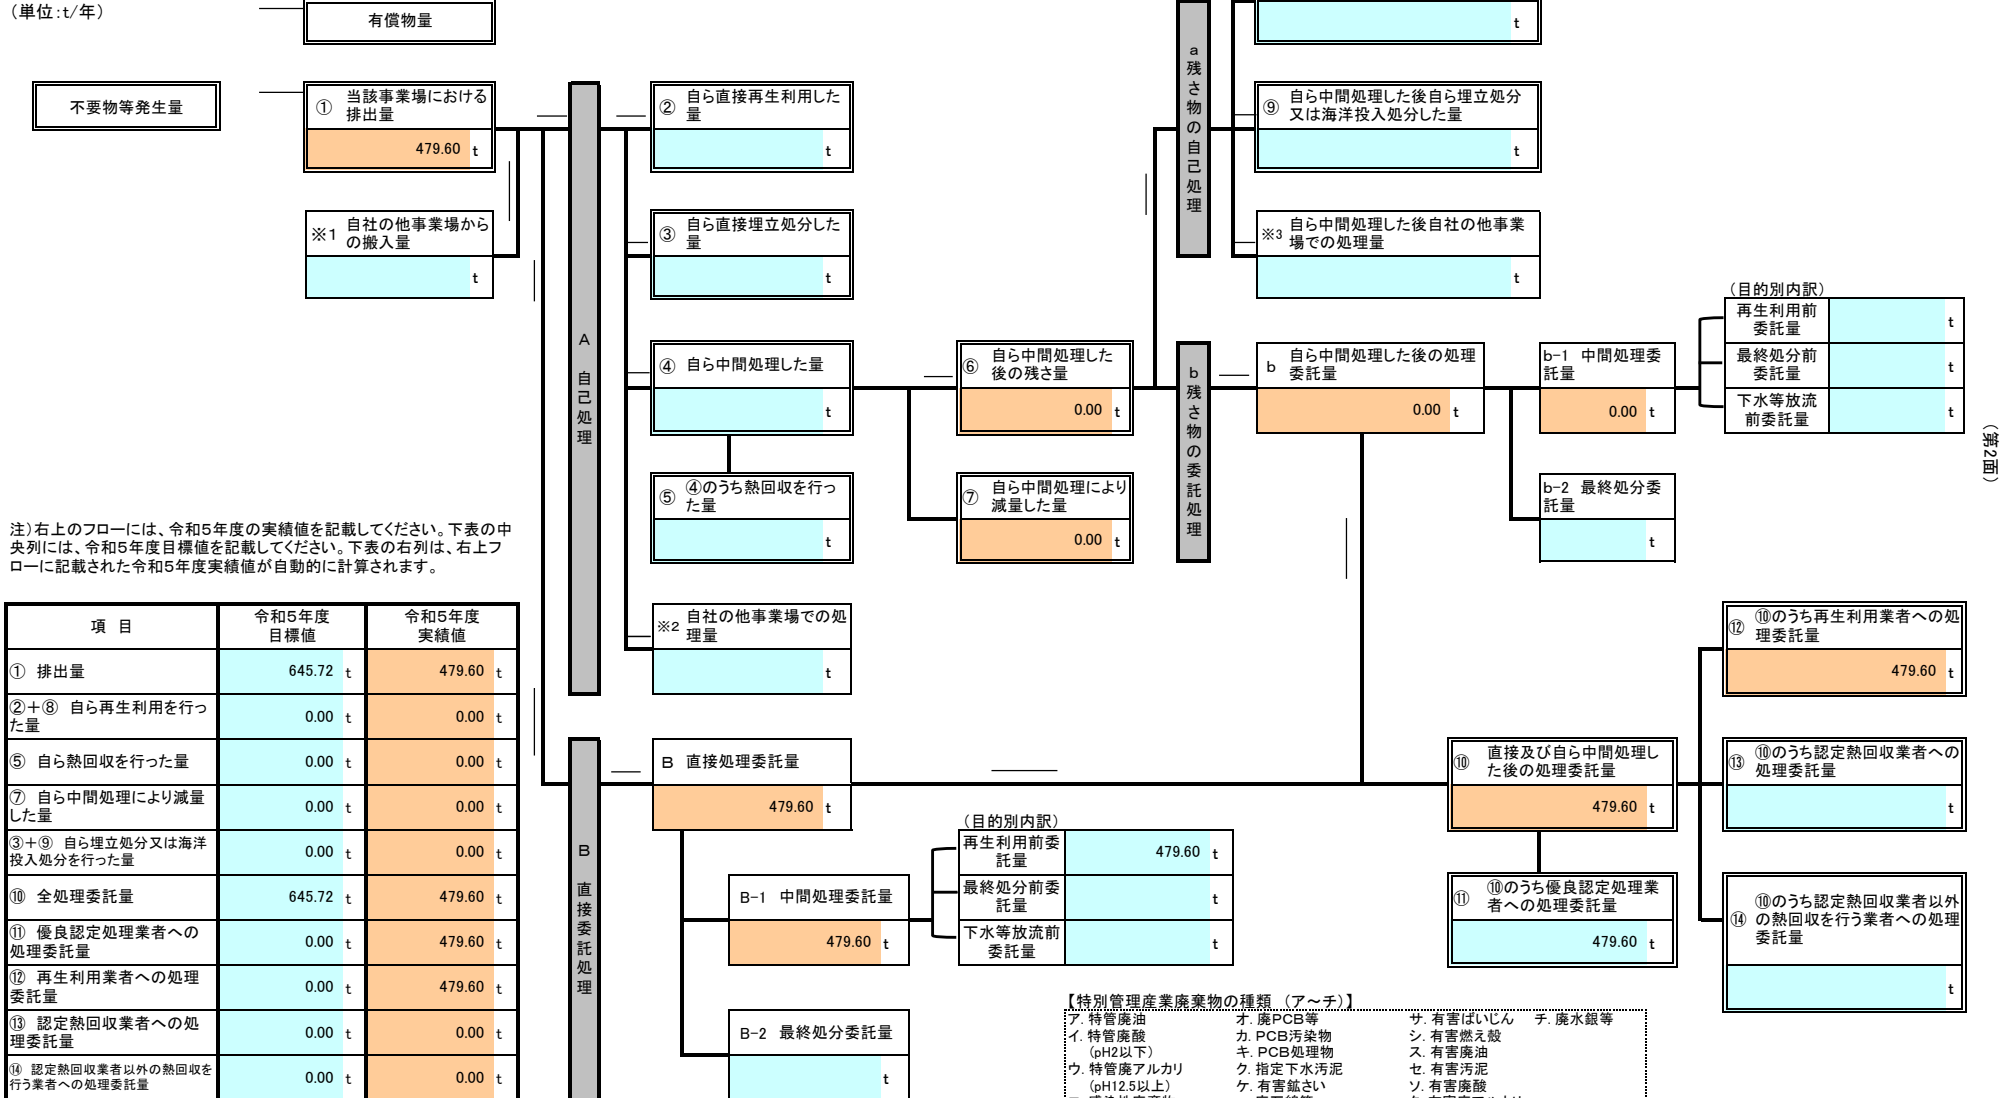 （単位:t/年）
有償物量
t
不要物等発生量
①
当該事業場における
排出量
479.60 t
※1
自社の他事業場から
の搬入量
t
A 自己処理
②
自ら直接再生利用した
量
t
③
自ら直接埋立処分した
量
t
④ 自ら中間処理した量
t
⑤
④のうち熱回収を行っ
た量
t
※2
自社の他事業場での処
理量
t
⑥
自ら中間処理した
後の残さ量
0.00 t
⑦
自ら中間処理により
減量した量
0.00 t
a残さ物の自己処理
⑨
自ら中間処理した後自ら埋立処分
又は海洋投入処分した量
t
※3
自ら中間処理した後自社の他事業
場での処理量
t
b残さ物の委託処理
b
自ら中間処理した後の処理
委託量
0.00 t
b-1 中間処理委
託量
0.00 t
b-2 最終処分委
託量
t
（目的別内訳）
再生利用前
委託量
t
最終処分前
委託量
t
下水等放流
前委託量
t
（第2面）
注）右上のフローには、令和5年度の実績値を記載してください。下表の中
央列には、令和5年度目標値を記載してください。下表の右列は、右上フ
ローに記載された令和5年度実績値が自動的に計算されます。
項 目
令和5年度
目標値
令和5年度
実績値
① 排出量 645.72 t 479.60 t
②＋⑧ 自ら再生利用を行っ
た量 0.00 t 0.00 t
⑤ 自ら熱回収を行った量 0.00 t 0.00 t
⑦ 自ら中間処理により減量
した量 0.00 t 0.00 t
③＋⑨ 自ら埋立処分又は海洋
投入処分を行った量 0.00 t 0.00 t
⑩ 全処理委託量 645.72 t 479.60 t
⑪ 優良認定処理業者への
処理委託量 0.00 t 479.60 t
⑫ 再生利用業者への処理
委託量 0.00 t 479.60 t
⑬ 認定熱回収業者への処
理委託量 0.00 t 0.00 t
⑭ 認定熱回収業者以外の熱回収を
行う業者への処理委託量 0.00 t 0.00 t
B 直接委託処理
B 直接処理委託量
479.60 t
B-1 中間処理委託量
479.60 t
B-2 最終処分委託量
t
（目的別内訳）
再生利用前委
託量
479.60 t
最終処分前委
託量
t
下水等放流前
委託量
t
⑩
直接及び自ら中間処理し
た後の処理委託量
479.60 t
⑪
⑩のうち優良認定処理業
者への処理委託量
479.60 t
⑫
⑩のうち再生利用業者への処
理委託量
479.60 t
⑬
⑩のうち認定熱回収業者への
処理委託量
t
⑭
⑩のうち認定熱回収業者以外
の熱回収を行う業者への処理
委託量
t
【特別管理産業廃棄物の種類 （ア～チ）】
ア. 特管廃油 オ. 廃PCB等 サ. 有害ばいじん チ. 廃水銀等
イ. 特管廃酸 カ. PCB汚染物 シ. 有害燃え殻
（pH2以下） キ. PCB処理物 ス. 有害廃油
ウ. 特管廃アルカリ ク. 指定下水汚泥 セ. 有害汚泥
（pH12.5以上） ケ. 有害鉱さい ソ. 有害廃酸